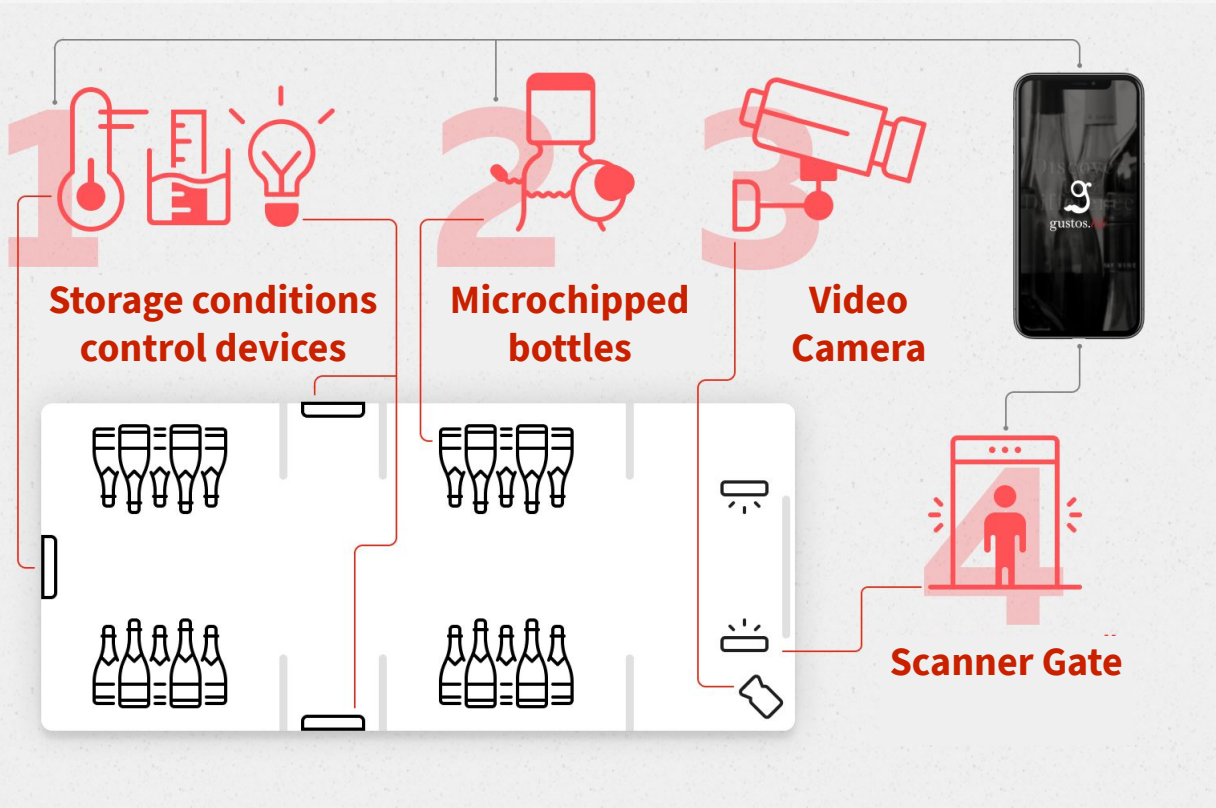 1
2
3
Storage conditions
control devices
Microchipped
bottles
Video
Camera
gustos.
4
Scanner Gate